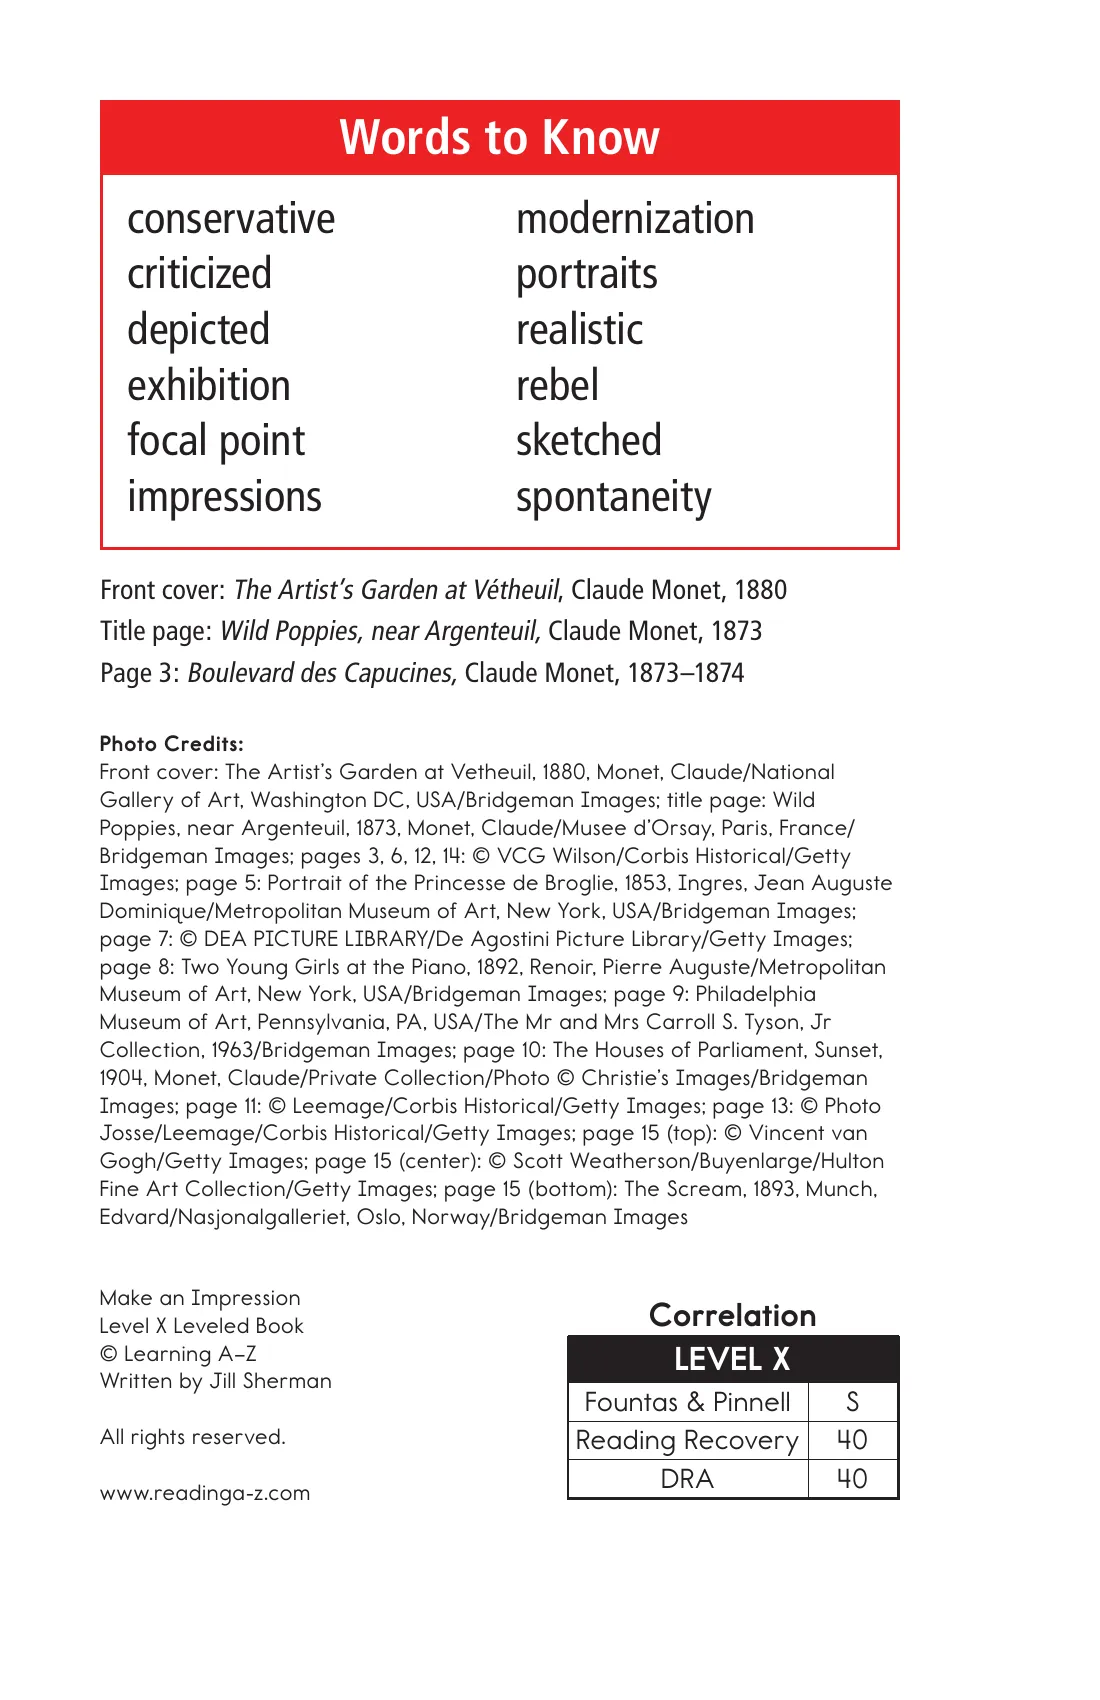 Words to Know
conservative
criticized
depicted
exhibition
focal point
impressions
modernization
portraits
realistic
rebel
sketched
spontaneity
Front cover: The Artist’s Garden at Vétheuil, Claude Monet, 1880
Title page: Wild Poppies, near Argenteuil, Claude Monet, 1873
Page 3: Boulevard des Capucines, Claude Monet, 1873–1874
Photo Credits:
Front cover: The Artist’s Garden at Vetheuil, 1880, Monet, Claude/National
Gallery of Art, Washington DC, USA/Bridgeman Images; title page: Wild
Poppies, near Argenteuil, 1873, Monet, Claude/Musee d’Orsay, Paris, France/
Bridgeman Images; pages 3, 6, 12, 14: © VCG Wilson/Corbis Historical/Getty
Images; page 5: Portrait of the Princesse de Broglie, 1853, Ingres, Jean Auguste
Dominique/Metropolitan Museum of Art, New York, USA/Bridgeman Images;
page 7: © DEA PICTURE LIBRARY/De Agostini Picture Library/Getty Images;
page 8: Two Young Girls at the Piano, 1892, Renoir, Pierre Auguste/Metropolitan
Museum of Art, New York, USA/Bridgeman Images; page 9: Philadelphia
Museum of Art, Pennsylvania, PA, USA/The Mr and Mrs Carroll S. Tyson, Jr
Collection, 1963/Bridgeman Images; page 10: The Houses of Parliament, Sunset,
1904, Monet, Claude/Private Collection/Photo © Christie’s Images/Bridgeman
Images; page 11: © Leemage/Corbis Historical/Getty Images; page 13: © Photo
Josse/Leemage/Corbis Historical/Getty Images; page 15 (top): © Vincent van
Gogh/Getty Images; page 15 (center): © Scott Weatherson/Buyenlarge/Hulton
Fine Art Collection/Getty Images; page 15 (bottom): The Scream, 1893, Munch,
Edvard/Nasjonalgalleriet, Oslo, Norway/Bridgeman Images
Make an Impression
Level X Leveled Book
© Learning A–Z
Written by Jill Sherman
All rights reserved.
www.readinga-z.com
Correlation
LEVEL X
Fountas & Pinnell S
Reading Recovery 40
DRA 40